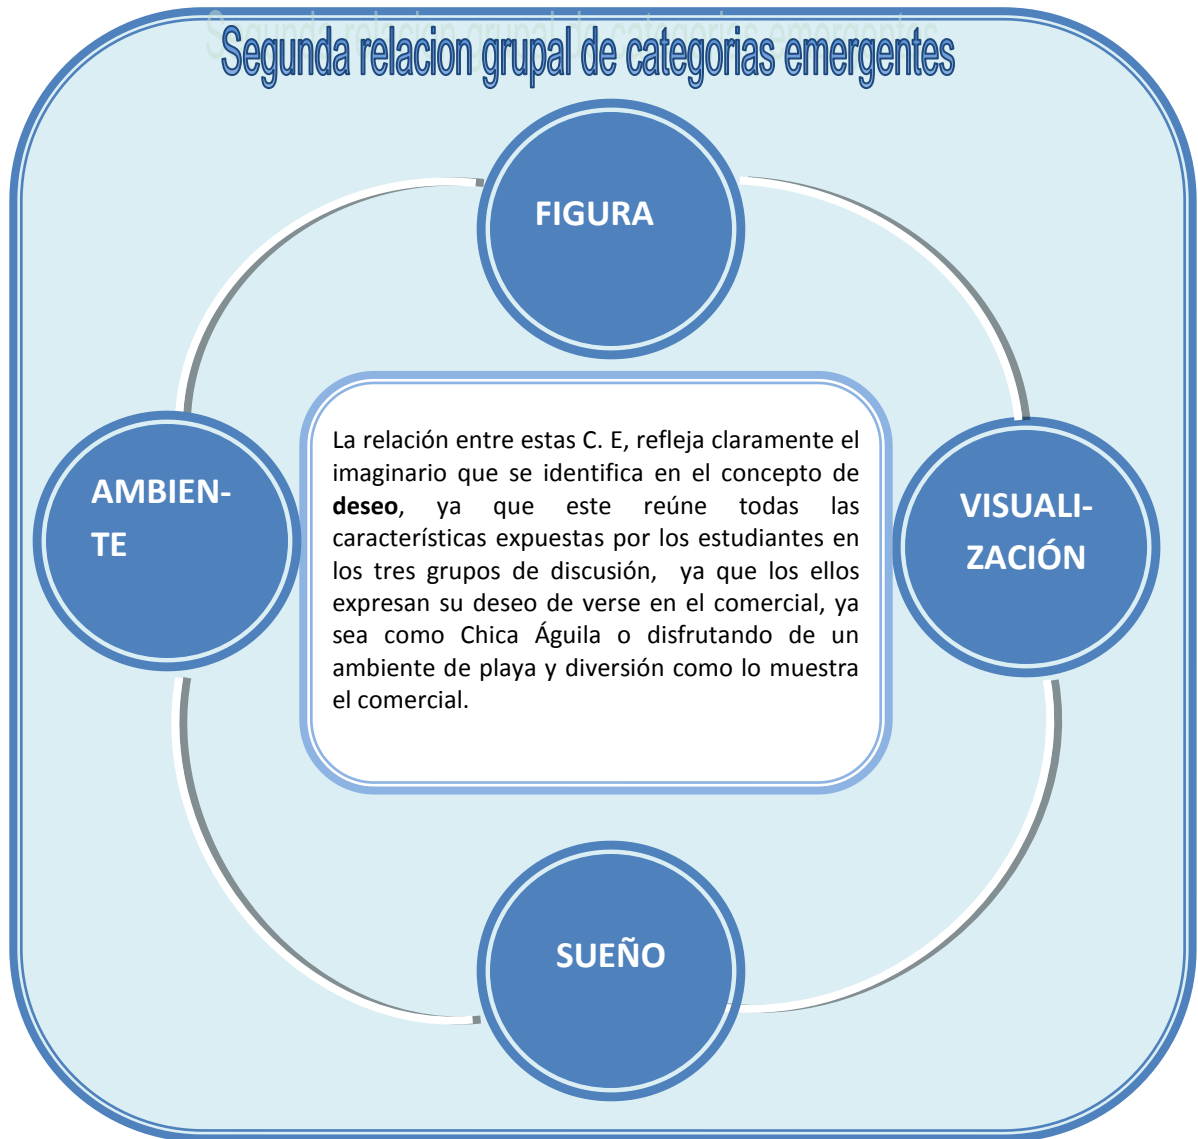 Segunda relacion grupal de categorias emergentes
FIGURA
AMBIEN-
TE
La relación entre estas C. E, refleja claramente el
imaginario que se identifica en el concepto de
deseo, ya que este reúne todas las
características expuestas por los estudiantes en
los tres grupos de discusión, ya que los ellos
expresan su deseo de verse en el comercial, ya
sea como Chica Águila o disfrutando de un
ambiente de playa y diversión como lo muestra
el comercial.
VISUALI-
ZACIÓN
SUEÑO